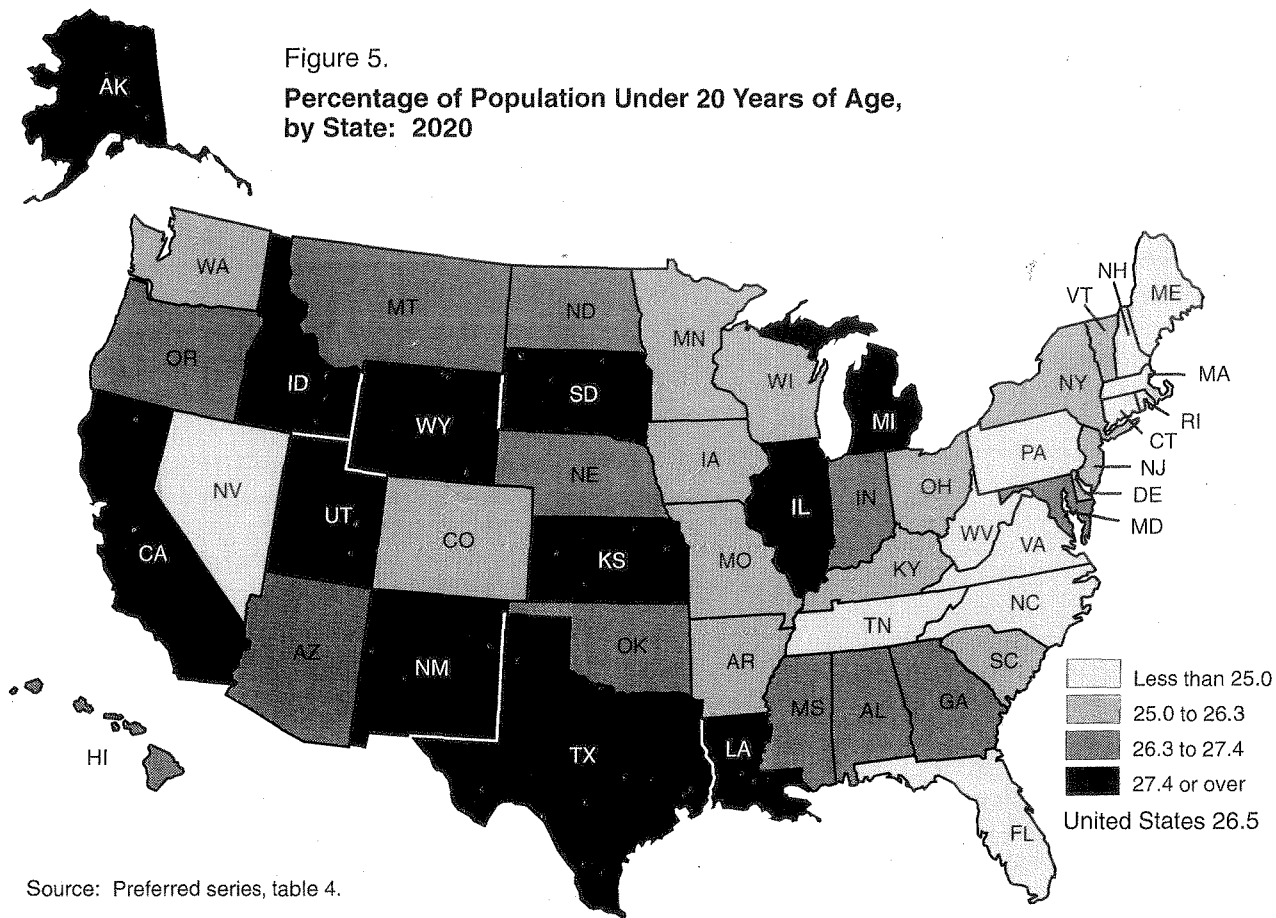 Figure 5.
Percentage of Population Under 20 Years of Age,
by State: 2020
AK
WA
MT
ND
MN
VT
NH
ME
OR
ID
WY
SD
WI
MI
NY
MA
RI
CT
NJ
DE
MD
NV
UT
CO
NE
IA
IL
IN
OH
PA
CA
KS
MO
KY
WV
VA
AZ
NM
OK
AR
TN
NC
SC
HI
TX
LA
MS
AL
GA
FL
Less than 25.0
25.0 to 26.3
26.3 to 27.4
27.4 or over
United States 26.5
Source: Preferred series, table 4.